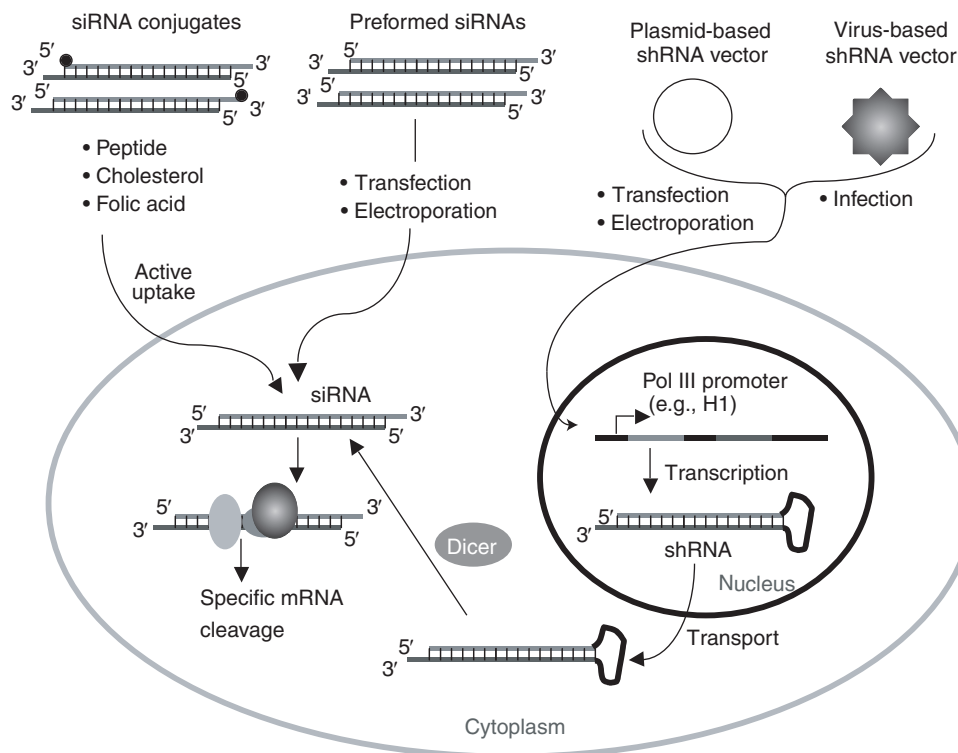 siRNA conjugates
5′
3′
3′
5′
5′
3′
3′
5′
• Peptide
• Cholesterol
• Folic acid
Active
uptake
Preformed siRNAs
5′
3′
3′
5′
5′
3′
3′
5′
• Transfection
• Electroporation
Plasmid-based
shRNA vector
Virus-based
shRNA vector
• Transfection
• Electroporation
• Infection
siRNA
5′
3′
3′
5′
5′
3′
3′
5′
Specific mRNA
cleavage
Dicer
Pol III promoter
(e.g., H1)
Transcription
5′
3′
shRNA
Nucleus
Transport
5′
3′
Cytoplasm